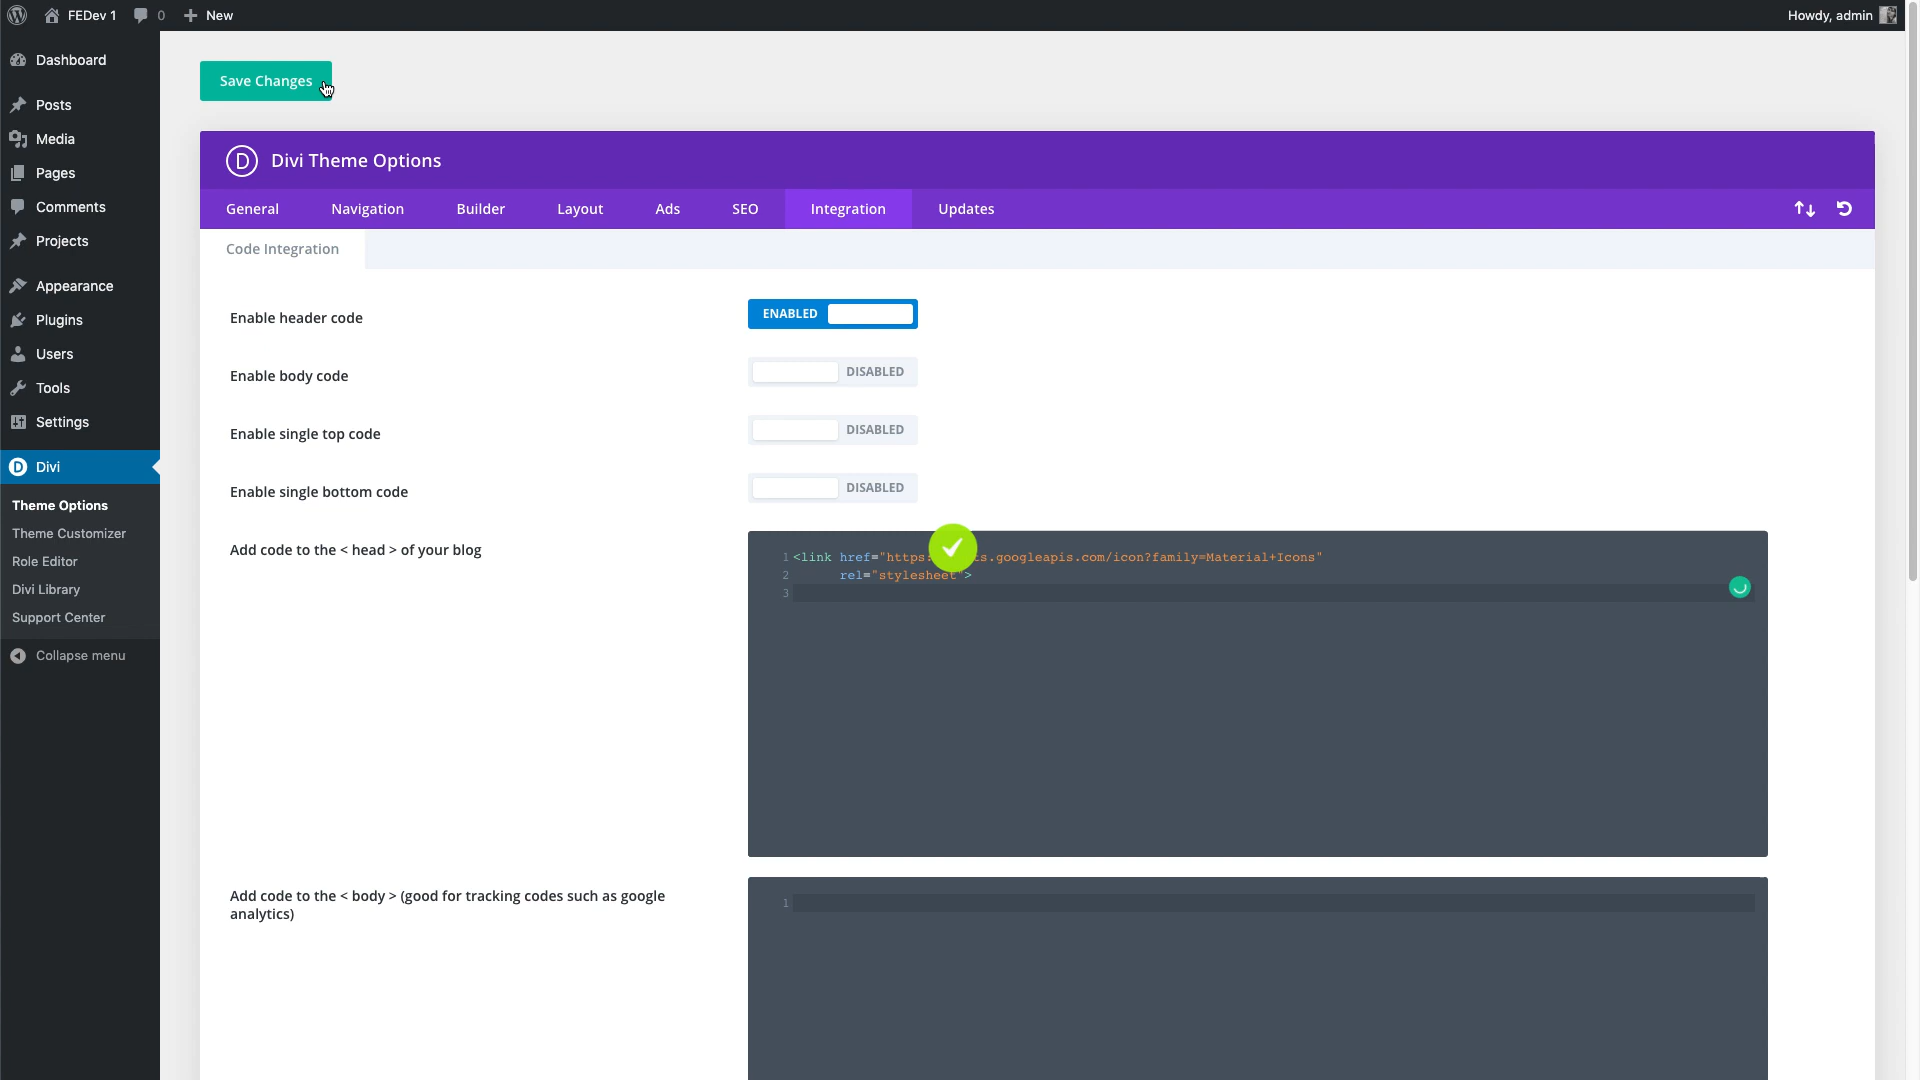 FEDev 1
0
New
Howdy, admin
Dashboard
Posts
Media
Pages
Comments
Projects
Appearance
Plugins
Users
Tools
Settings
Divi
Theme Options
Theme Customizer
Role Editor
Divi Library
Support Center
Collapse menu
Save Changes
D Divi Theme Options
General Navigation Builder Layout Ads SEO Integration Updates
Code Integration
Enable header code ENABLED
Enable body code DISABLED
Enable single top code DISABLED
Enable single bottom code DISABLED
Add code to the < head > of your blog
1 <link href="https: s.googleapis.com/icon?family=Material+Icons"
2 rel="stylesheet">
3
Add code to the < body > (good for tracking codes such as google
analytics)
1